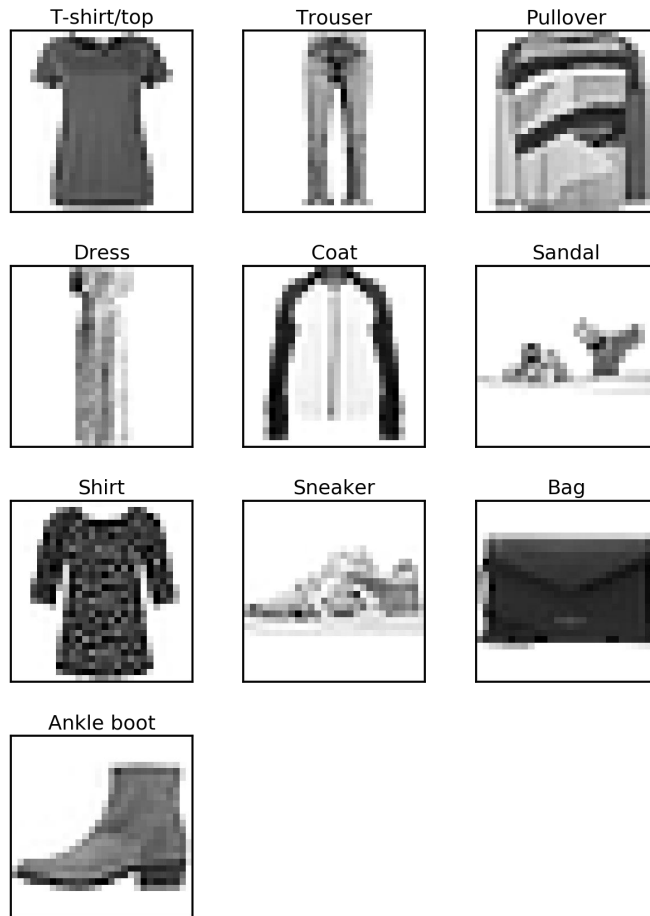 T-shirt/top
Trouser
Pullover
Dress
Coat
Sandal
Shirt
Sneaker
Bag
Ankle boot